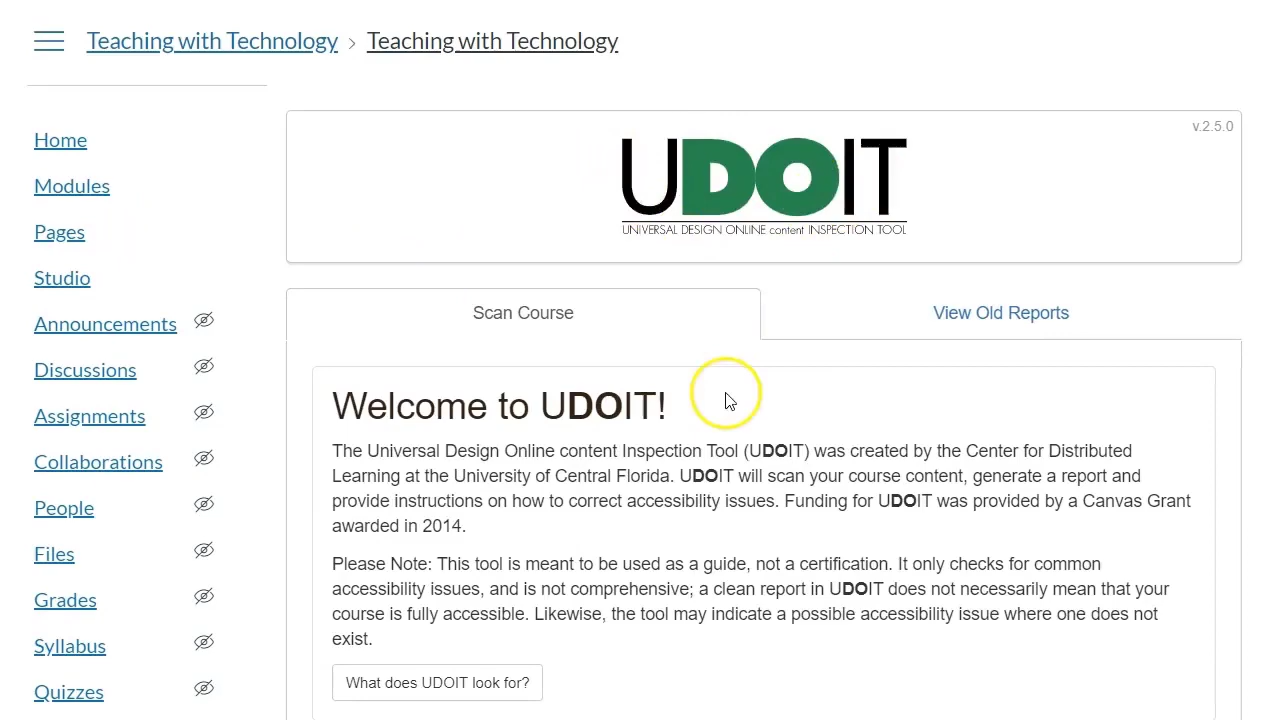 Teaching with Technology › Teaching with Technology
Home
Modules
Pages
Studio
Announcements
Discussions
Assignments
Collaborations
People
Files
Grades
Syllabus
Quizzes
v.2.5.0
UDOIT
UNIVERSAL DESIGN ONLINE content INSPECTION TOOL
Scan Course
View Old Reports
Welcome to UDOIT!
The Universal Design Online content Inspection Tool (UDOIT) was created by the Center for Distributed
Learning at the University of Central Florida. UDOIT will scan your course content, generate a report and
provide instructions on how to correct accessibility issues. Funding for UDOIT was provided by a Canvas Grant
awarded in 2014.
Please Note: This tool is meant to be used as a guide, not a certification. It only checks for common
accessibility issues, and is not comprehensive; a clean report in UDOIT does not necessarily mean that your
course is fully accessible. Likewise, the tool may indicate a possible accessibility issue where one does not
exist.
What does UDOIT look for?